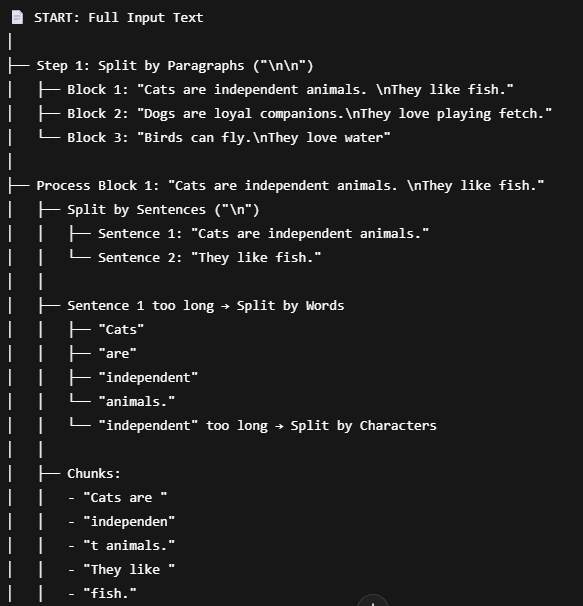 📄 START: Full Input Text
│
├── Step 1: Split by Paragraphs ("\n\n")
│   ├── Block 1: "Cats are independent animals. \nThey like fish."
│   ├── Block 2: "Dogs are loyal companions.\nThey love playing fetch."
│   └── Block 3: "Birds can fly.\nThey love water"
│
├── Process Block 1: "Cats are independent animals. \nThey like fish."
│   ├── Split by Sentences ("\n")
│   │   ├── Sentence 1: "Cats are independent animals."
│   │   └── Sentence 2: "They like fish."
│   │
│   ├── Sentence 1 too long → Split by Words
│   │   ├── "Cats"
│   │   ├── "are"
│   │   ├── "independent"
│   │   └── "animals."
│   │   └── "independent" too long → Split by Characters
│   │
│   ├── Chunks:
│   │   - "Cats are "
│   │   - "independen"
│   │   - "t animals."
│   │   - "They like "
│   │   - "fish."